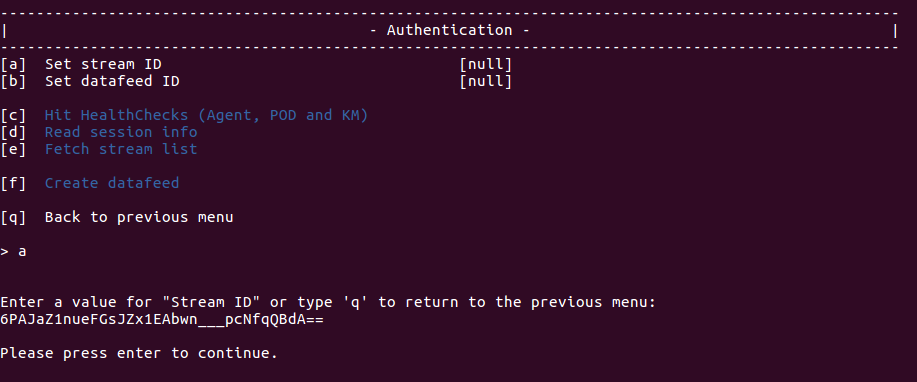 ----------------------------------------------------------------------------------------------------
| - Authentication - |
----------------------------------------------------------------------------------------------------
[a] Set stream ID [null]
[b] Set datafeed ID [null]
[c] Hit HealthChecks (Agent, POD and KM)
[d] Read session info
[e] Fetch stream list
[f] Create datafeed
[q] Back to previous menu
> a
Enter a value for "Stream ID" or type 'q' to return to the previous menu:
6PAJaZ1nueFGsJZx1EAbwn___pcNfqQBdA==
Please press enter to continue.